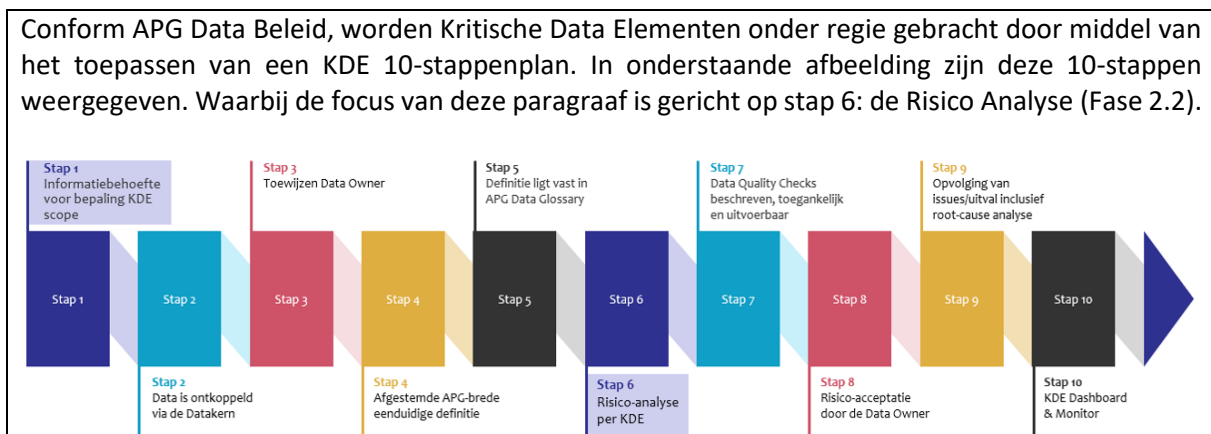 Conform APG Data Beleid, worden Kritische Data Elementen onder regie gebracht door middel van
het toepassen van een KDE 10-stappenplan. In onderstaande afbeelding zijn deze 10-stappen
weergegeven. Waarbij de focus van deze paragraaf is gericht op stap 6: de Risico Analyse (Fase 2.2).
Stap 1
Informatiebehoefte
voor bepaling KDE
scope
Stap 3
Toewijzen Data Owner
Stap 5
Definitie ligt vast in
APG Data Glossary
Stap 7
Data Quality Checks
beschreven, toegankelijk
en uitvoerbaar
Stap 9
Opvolging van
issues/uitval inclusief
root-cause analyse
Stap 1
Stap 2
Stap 3
Stap 4
Stap 5
Stap 6
Stap 7
Stap 8
Stap 9
Stap 10
Stap 2
Data is ontkoppeld
via de Datakern
Stap 4
Afgestemde APG-brede
eenduidige definitie
Stap 6
Risico-analyse
per KDE
Stap 8
Risico-acceptatie
door de Data Owner
Stap 10
KDE Dashboard
& Monitor